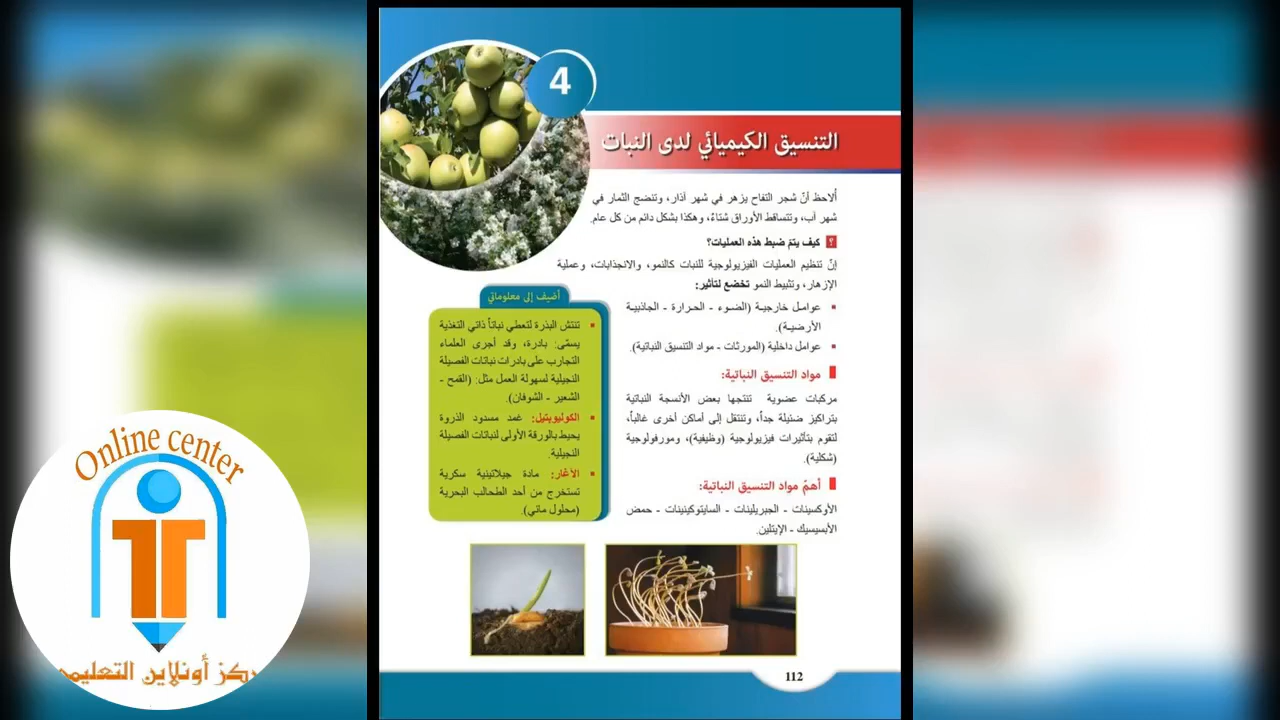 4
التنسيق الكيميائي لدى النبات
ألاحظ أنّ شجر التفاح يزهر في شهر آذار، وتنضج الثمار في
شهر آب، وتتساقط الأوراق شتاءً، وهكذا بشكل دائم من كل عام.
؟ كيف يتمّ ضبط هذه العمليات؟
إنّ تنظيم العمليات الفيزيولوجية للنبات كالنمو، والانجذابات، وعملية
الإزهار، وتثبيط النمو تخضع لتأثير:
عوامل خارجية (الضوء - الحرارة - الجاذبية
الأرضية).
عوامل داخلية (المورثات - مواد التنسيق النباتية).
مواد التنسيق النباتية:
مركبات عضوية تنتجها بعض الأنسجة النباتية
بتراكيز ضئيلة جداً، وتنتقل إلى أماكن أخرى غالباً،
لتقوم بتأثيرات فيزيولوجية (وظيفية)، ومورفولوجية
(شكلية).
أهمّ مواد التنسيق النباتية:
الأوكسينات - الجبريلينات - السايتوكينينات - حمض
الأبسيسيك - الإيتلين.
أضيف إلى معلوماتي
تنتش البذرة لتعطي نباتاً ذاتي التغذية
يسمّى: بادرة، وقد أجرى العلماء
التجارب على بادرات نباتات الفصيلة
النجيلية لسهولة العمل مثل: (القمح -
الشعير - الشوفان).
الكوليوبتيل: غمد مسدود الذروة
يحيط بالورقة الأولى لنباتات الفصيلة
النجيلية.
الآغار: مادة جيلاتينية سكرية
تستخرج من أحد الطحالب البحرية
(محلول مائي).
112
Online center
مركز أونلاين التعليمي